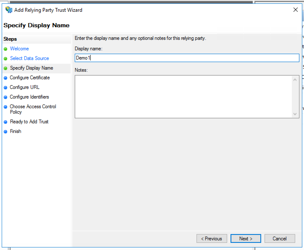 Add Relying Party Trust Wizard
Specify Display Name
Steps
Welcome
Select Data Source
Specify Display Name
Configure Certificate
Configure URL
Configure Identifiers
Choose Access Control
Policy
Ready to Add Trust
Finish
Enter the display name and any optional notes for this relying party.
Display name:
Demo1
Notes:
< Previous
Next >
Cancel